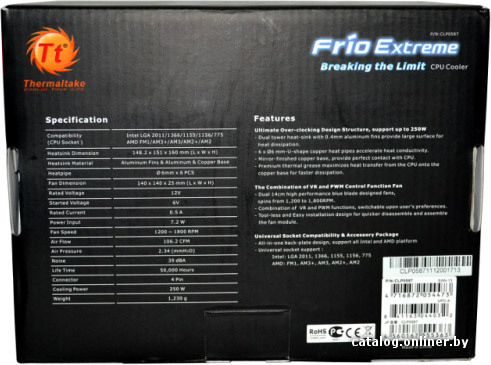 P/N:CLP0587
Tt
Thermaltake
Frio Extreme
Breaking the Limit CPU Cooler
Specification
Compatibility (CPU Socket) Intel LGA 2011/1366/1155/1156/775
AMD FM1/AM3+/AM3/AM2+/AM2
Heatsink Dimension 148.2 x 151 x 160 mm (L x W x H)
Heatsink Material Aluminum Fins & Aluminum & Copper Base
Heatpipe Ø 6mm x 6 PCS
Fan Dimension 140 x 140 x 25 mm (L x W x H)
Rated Voltage 12V
Started Voltage 6V
Rated Current 0.5 A
Power Input 7.2 W
Fan Speed 1200 ~ 1800 RPM
Air Flow 106.2 CFM
Air Pressure 2.34 (mmH₂O)
Noise 39 dBA
Life Time 50,000 Hours
Connector 4 Pin
Cooling Power 250 W
Weight 1,230 g
Features
Ultimate Over-clocking Design Structure, support up to 250W
- Dual tower heat-sink with 0.4mm aluminum fins provide large surface for
heat dissipation.
- 6 x Ø6 mm U-shape copper heat pipes accelerate heat conductivity.
- Mirror-finished copper base, provide perfect contact with CPU.
- Premium thermal grease maximizes heat transfer from the CPU onto the
copper base for faster dissipation.
The Combination of VR and PWM Control Function Fan
- Dual 14cm high performance blue blade designed fans,
spins from 1,200 to 1,800RPM.
- Combination of VR and PWM functions, switchable upon user's preferences.
- Tool-less and Easy installation design for quicker disassemble and assemble
the fan module.
Universal Socket Compatibility & Accessory Package
- All-in-one back-plate design, support all Intel and AMD platform
- Universal socket support :
Intel: LGA 2011, 1366, 1155, 1156, 775
AMD: FM1, AM3+, AM3, AM2+, AM2
CLP05871112001713
P/N:CLP0587
4 716872 054473
RoHS
catalog.onliner.by